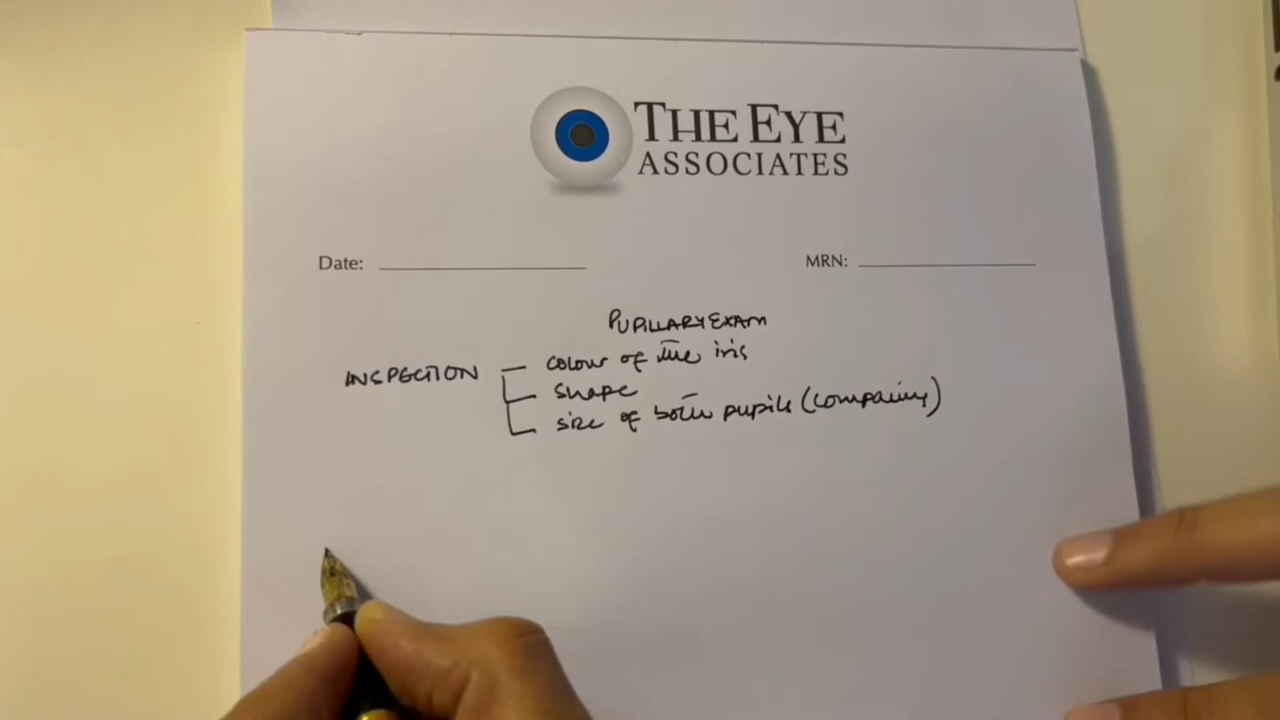 THE EYE
ASSOCIATES
Date: MRN:
PUPILLARY EXAM
INSPECTION
colour of the iris
shape
size of both pupils (comparing)